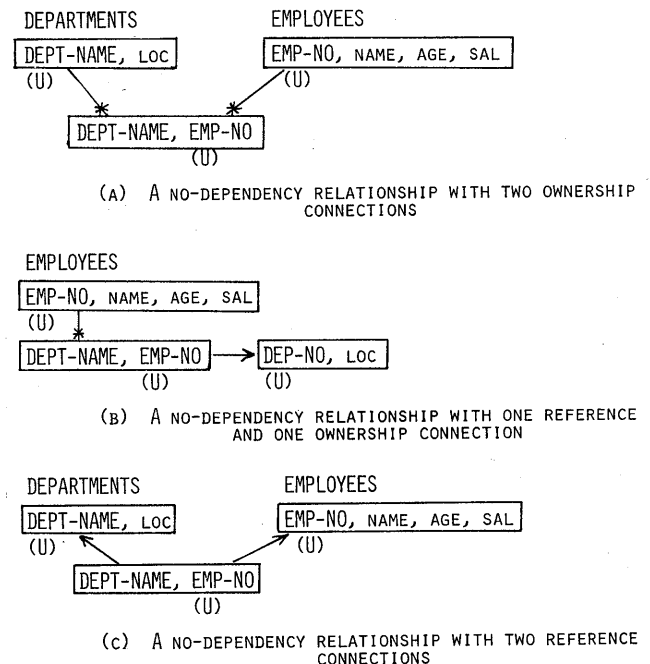 DEPARTMENTS EMPLOYEES
DEPT-NAME, LOC EMP-NO, NAME, AGE, SAL
(U) (U)
* *
DEPT-NAME, EMP-NO
(U)
(A) A NO-DEPENDENCY RELATIONSHIP WITH TWO OWNERSHIP
CONNECTIONS
EMPLOYEES
EMP-NO, NAME, AGE, SAL
(U)
*
DEPT-NAME, EMP-NO DEP-NO, LOC
(U) (U)
(B) A NO-DEPENDENCY RELATIONSHIP WITH ONE REFERENCE
AND ONE OWNERSHIP CONNECTION
DEPARTMENTS EMPLOYEES
DEPT-NAME, LOC EMP-NO, NAME, AGE, SAL
(U) (U)
DEPT-NAME, EMP-NO
(U)
(C) A NO-DEPENDENCY RELATIONSHIP WITH TWO REFERENCE
CONNECTIONS